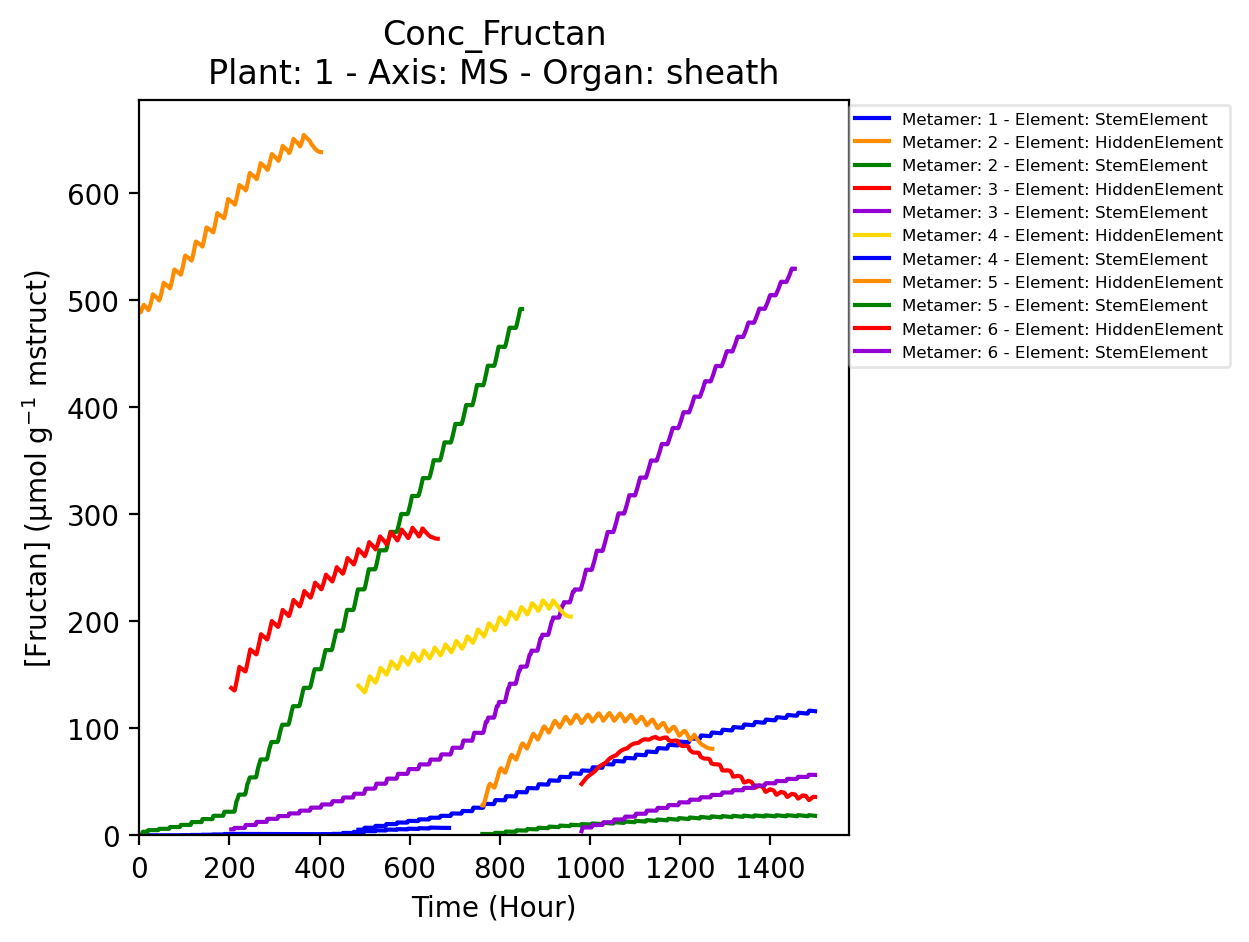 Conc_Fructan
Plant: 1 - Axis: MS - Organ: sheath
Metamer: 1 - Element: StemElement
Metamer: 2 - Element: HiddenElement
Metamer: 2 - Element: StemElement
Metamer: 3 - Element: HiddenElement
Metamer: 3 - Element: StemElement
Metamer: 4 - Element: HiddenElement
Metamer: 4 - Element: StemElement
Metamer: 5 - Element: HiddenElement
Metamer: 5 - Element: StemElement
Metamer: 6 - Element: HiddenElement
Metamer: 6 - Element: StemElement
[Fructan] (µmol g⁻¹ mstruct)
600
500
400
300
200
100
0
0 200 400 600 800 1000 1200 1400
Time (Hour)